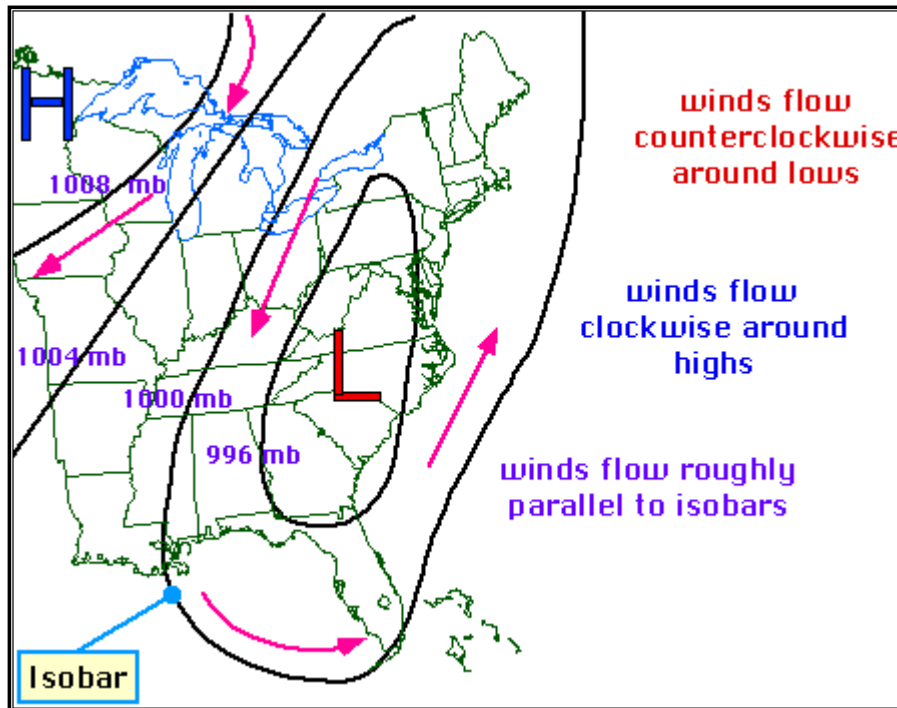 H
winds flow
counterclockwise
around lows
1008 mb
winds flow
clockwise around
highs
1004 mb
1000 mb
L
996 mb
winds flow roughly
parallel to isobars
Isobar